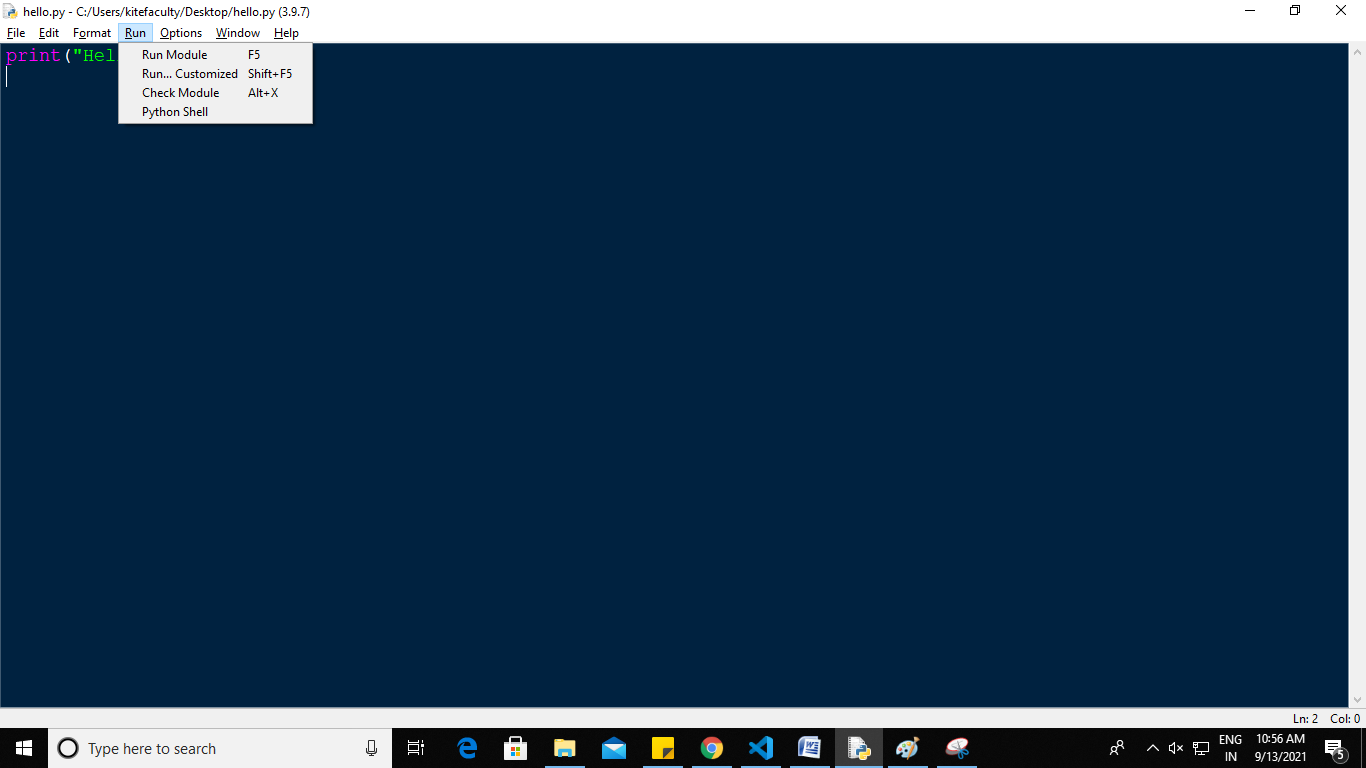 hello.py - C:/Users/kitefaculty/Desktop/hello.py (3.9.7)
File Edit Format Run Options Window Help
print("Hel
Run Module F5
Run... Customized Shift+F5
Check Module Alt+X
Python Shell
Ln: 2 Col: 0
Type here to search
ENG
IN
10:56 AM
9/13/2021
5